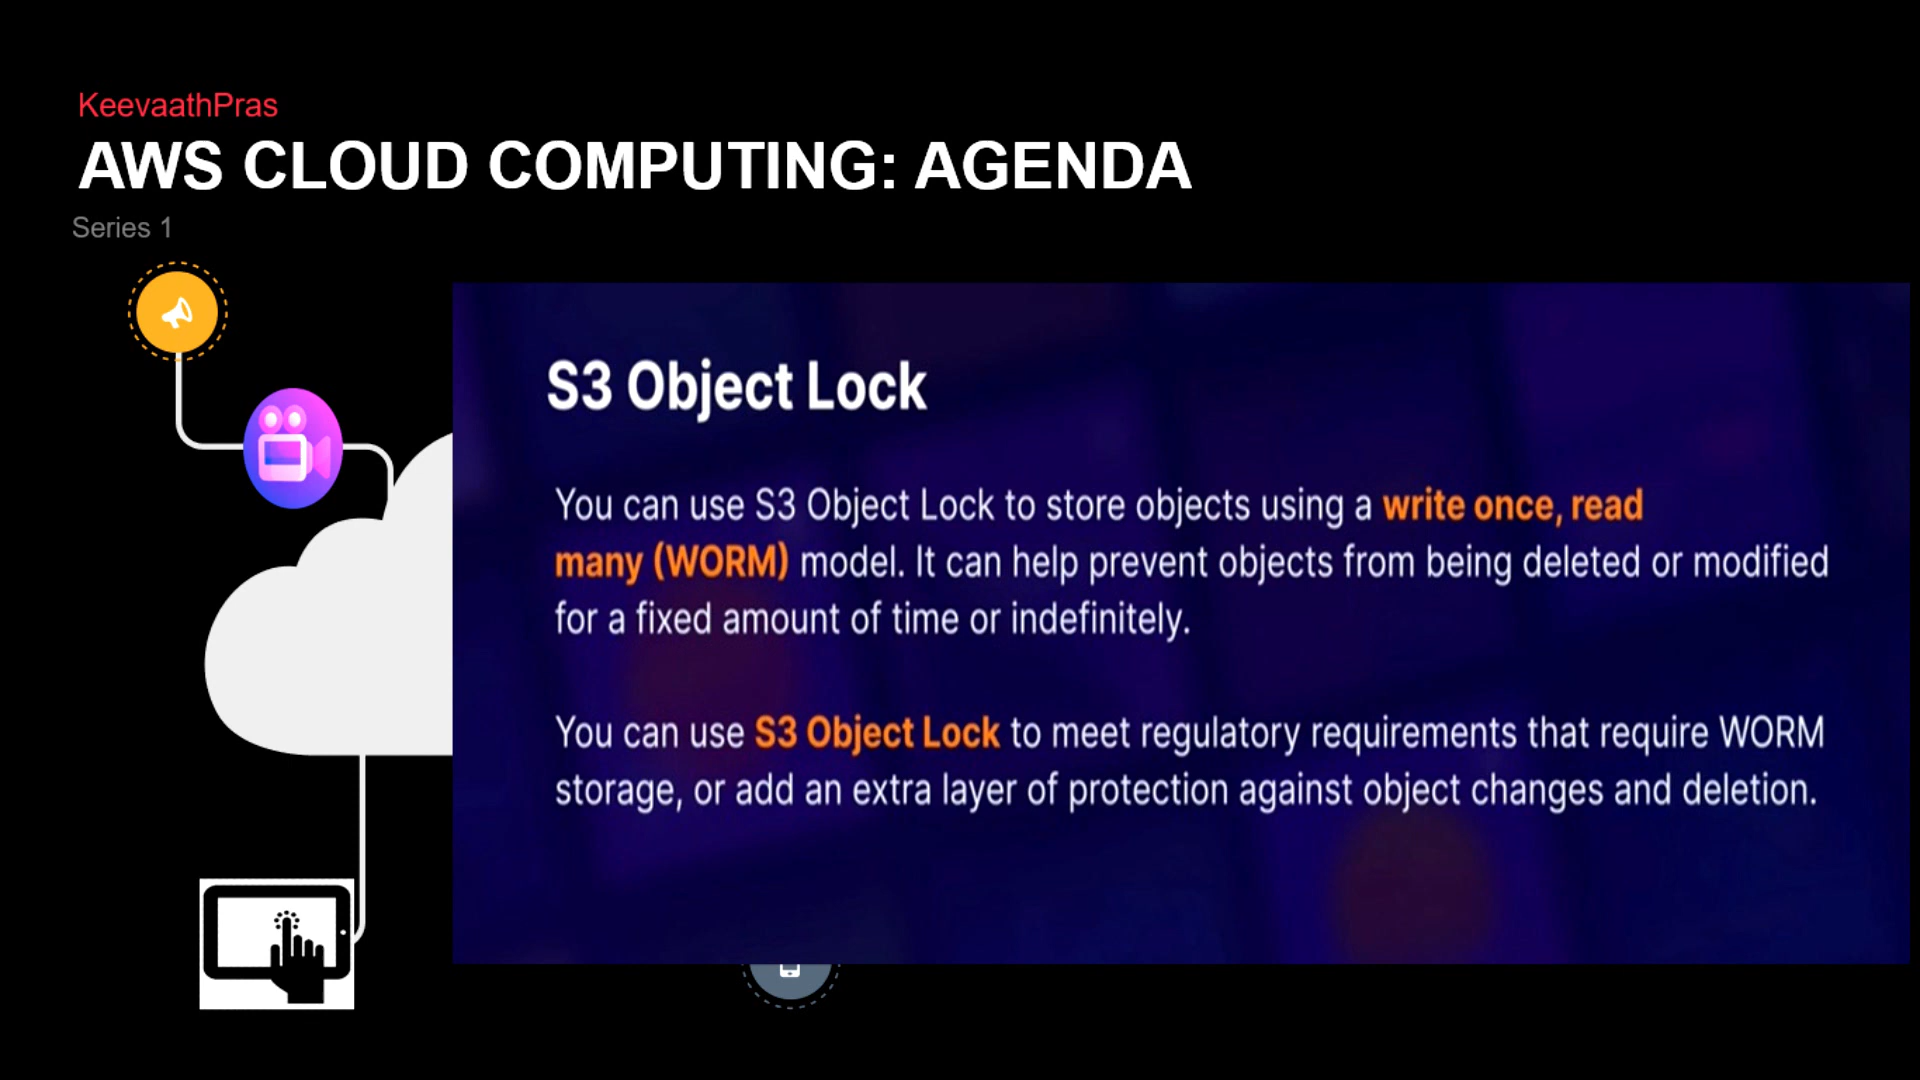 KeevaathPras
AWS CLOUD COMPUTING: AGENDA
Series 1
S3 Object Lock
You can use S3 Object Lock to store objects using a write once, read
many (WORM) model. It can help prevent objects from being deleted or modified
for a fixed amount of time or indefinitely.
You can use S3 Object Lock to meet regulatory requirements that require WORM
storage, or add an extra layer of protection against object changes and deletion.